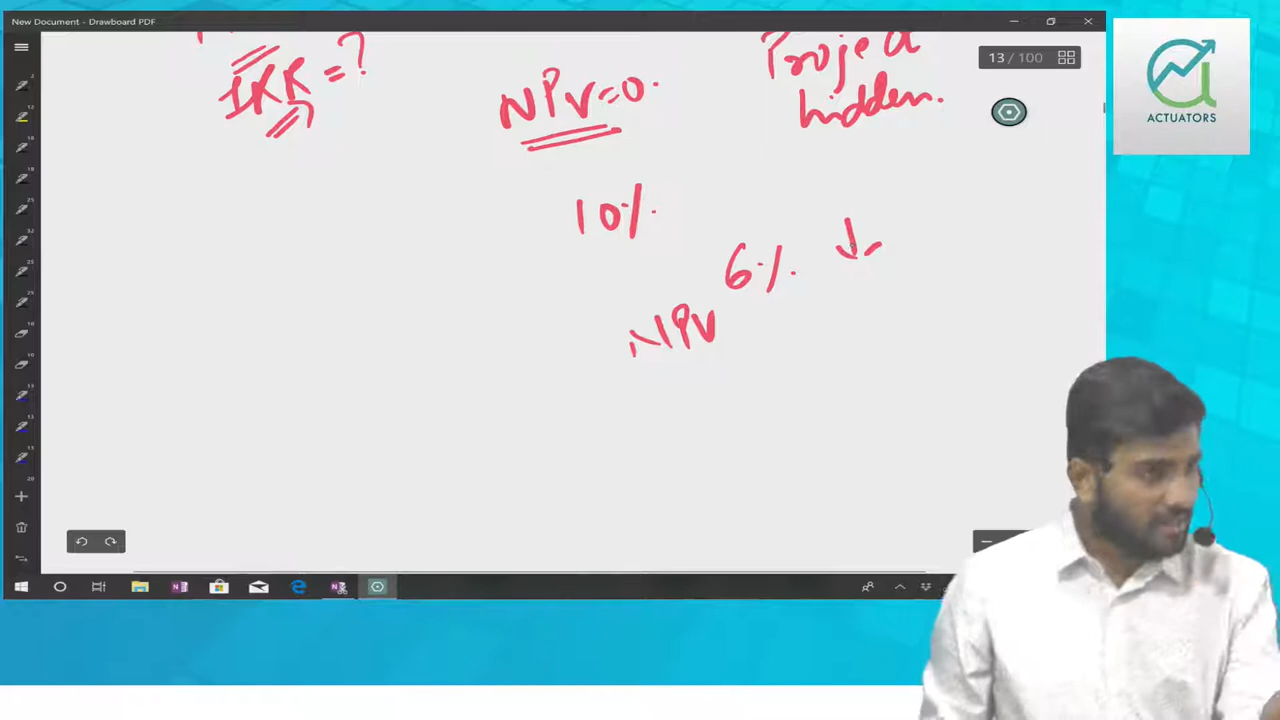 New Document - Drawboard PDF
Project
hidden.
IRR = ?
NPV=0.
10%
6%
NPV
13 / 100
ACTUATORS